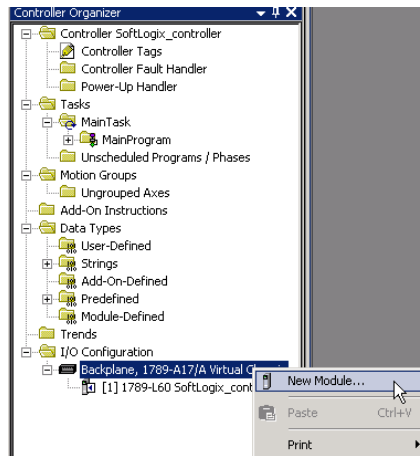 Controller Organizer
Controller SoftLogix_controller
Controller Tags
Controller Fault Handler
Power-Up Handler
Tasks
MainTask
MainProgram
Unscheduled Programs / Phases
Motion Groups
Ungrouped Axes
Add-On Instructions
Data Types
User-Defined
Strings
Add-On-Defined
Predefined
Module-Defined
Trends
I/O Configuration
Backplane, 1789-A17/A Virtual
[1] 1789-L60 SoftLogix_cont
New Module...
Paste Ctrl+V
Print